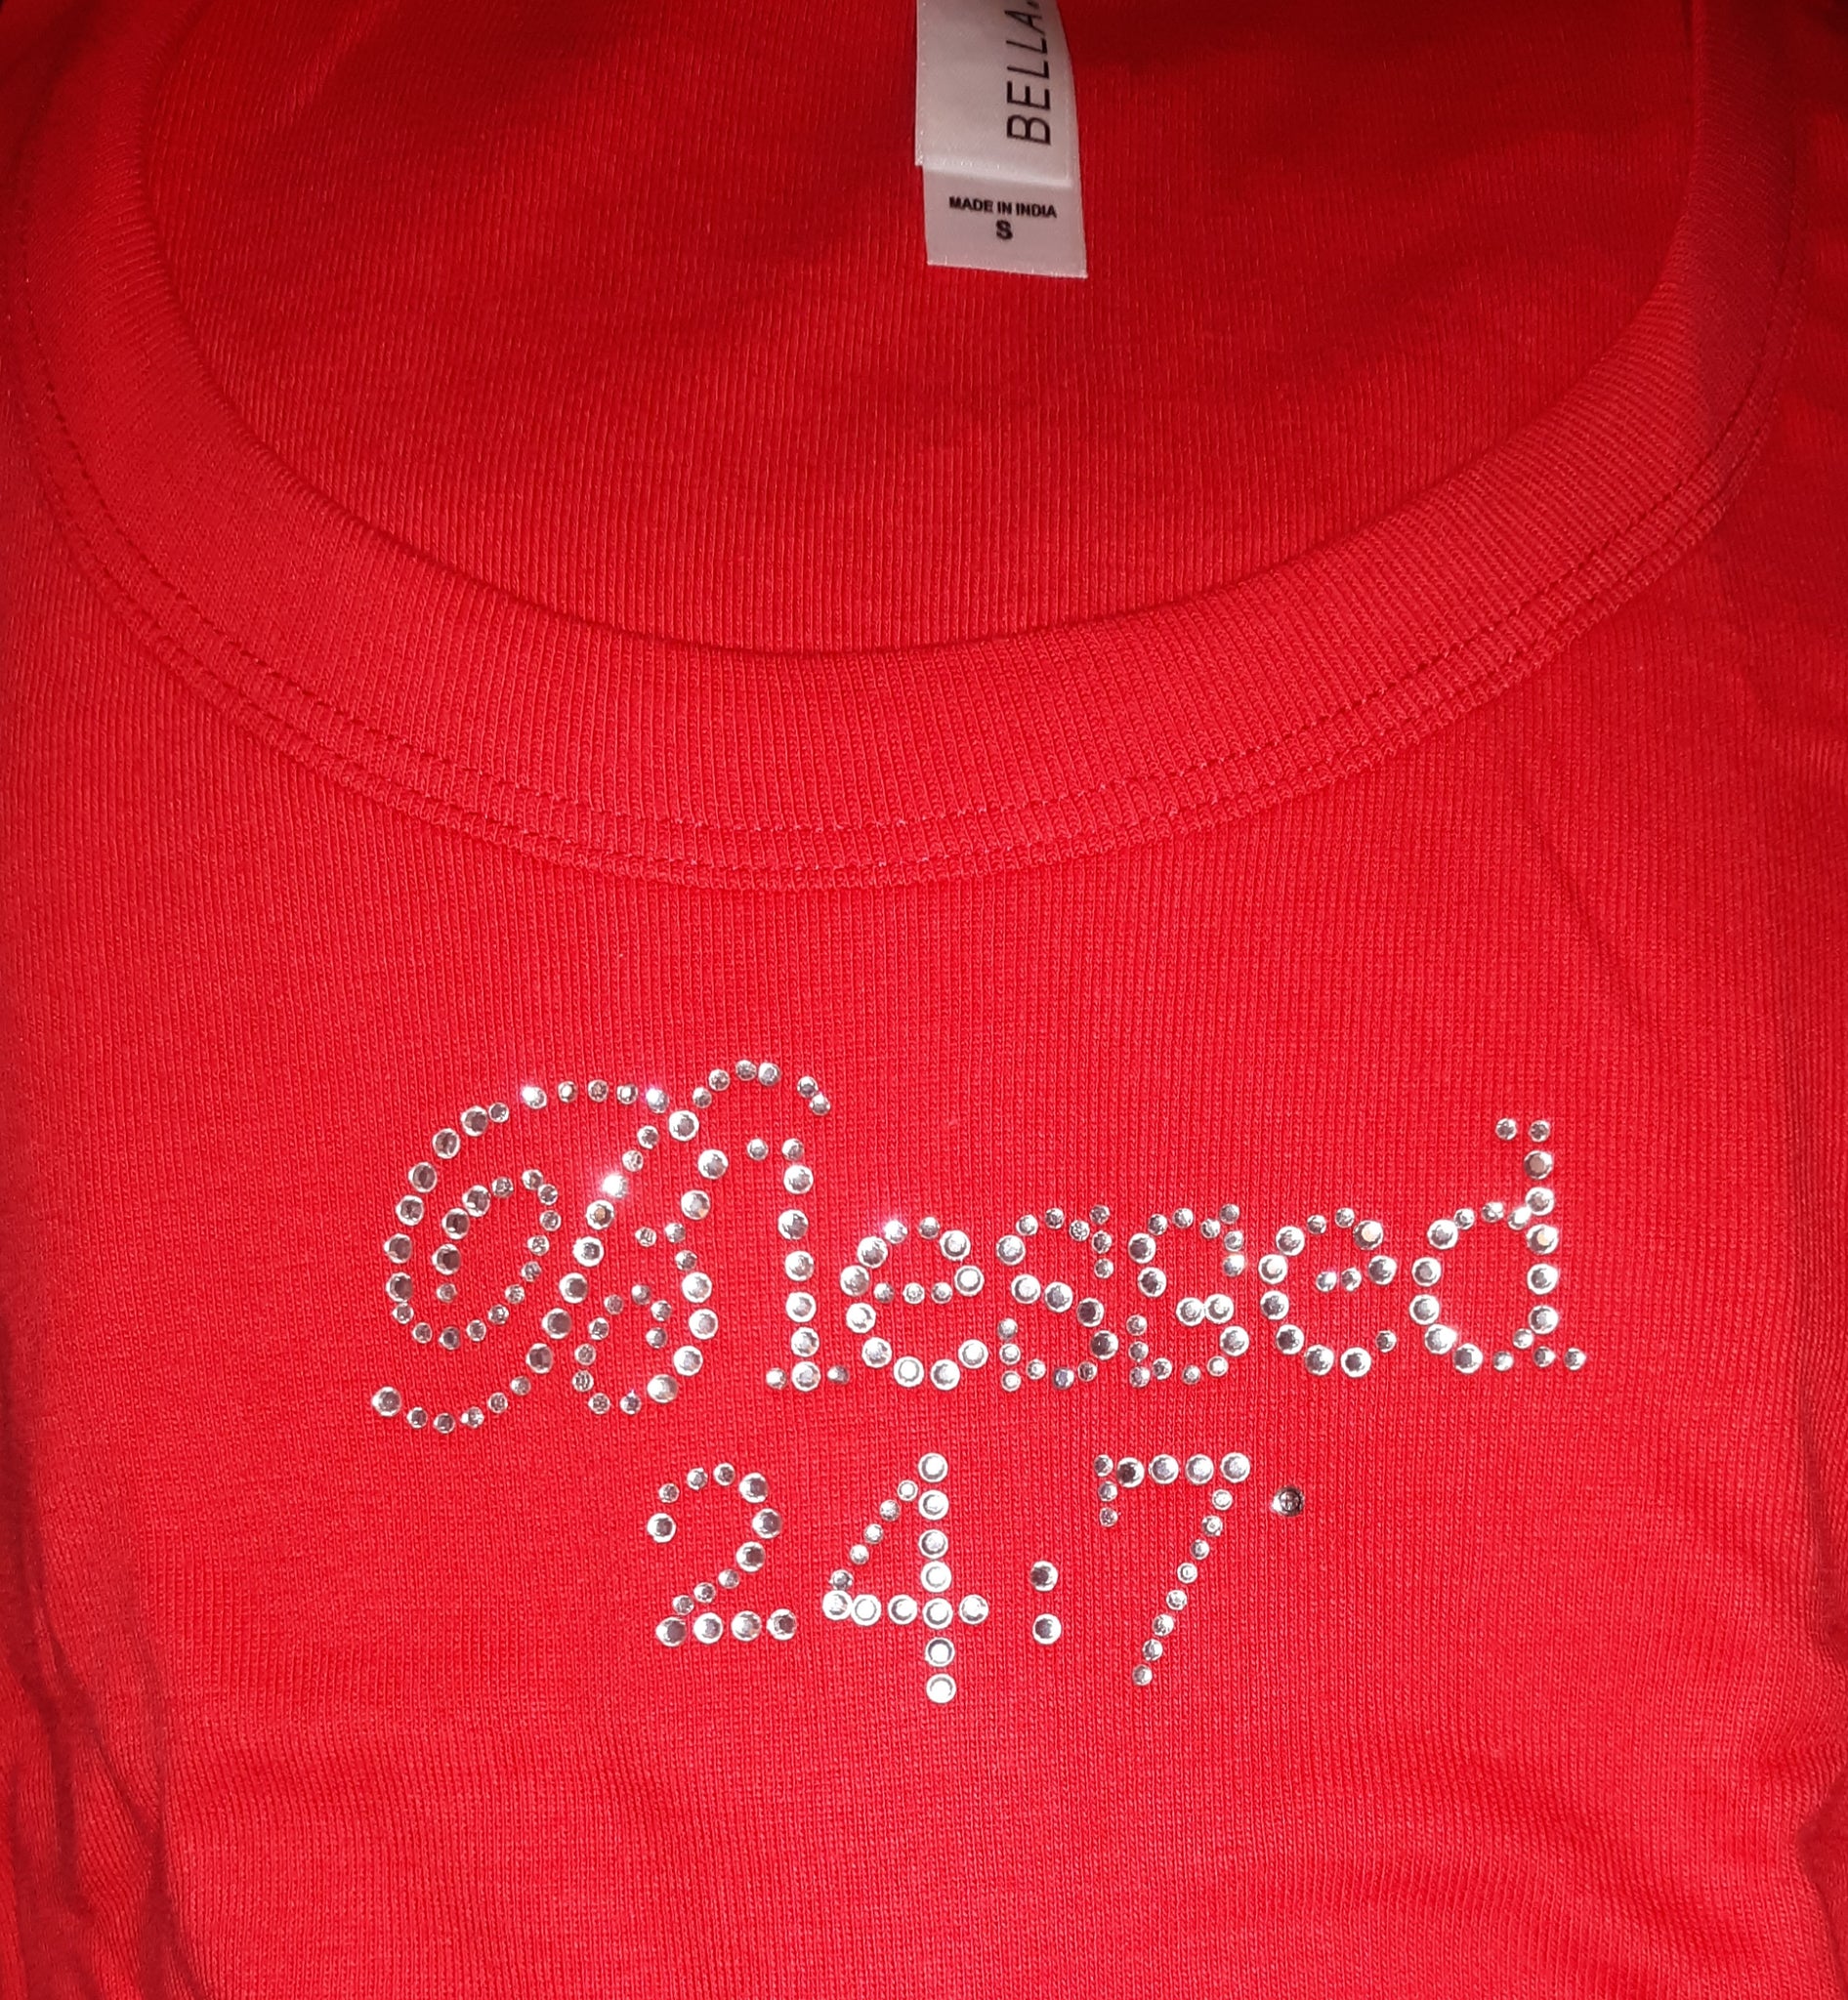 BELLA
MADE IN INDIA
S
Blessed
24:7